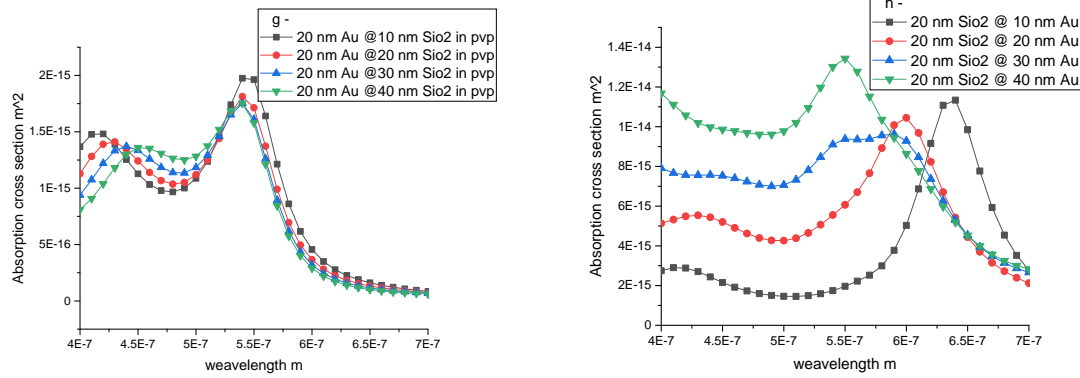 g -
20 nm Au @10 nm Sio2 in pvp
20 nm Au @20 nm Sio2 in pvp
20 nm Au @30 nm Sio2 in pvp
20 nm Au @40 nm Sio2 in pvp
2E-15
1.5E-15
1E-15
5E-16
0
4E-7
4.5E-7
5E-7
5.5E-7
6E-7
6.5E-7
7E-7
Absorption cross section m^2
weavelength m
20 nm Sio2 @ 10 nm Au
20 nm Sio2 @ 20 nm Au
20 nm Sio2 @ 30 nm Au
20 nm Sio2 @ 40 nm Au
1.4E-14
1.2E-14
1E-14
8E-15
6E-15
4E-15
2E-15
0
4E-7
4.5E-7
5E-7
5.5E-7
6E-7
6.5E-7
7E-7
Absorption cross section m^2
weavelength m